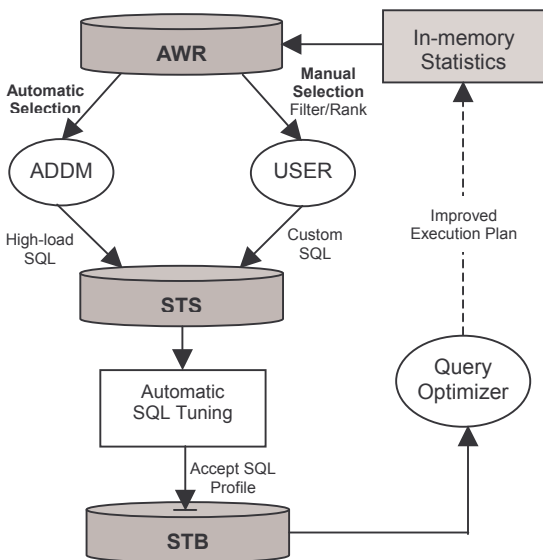 AWR
In-memory
Statistics
Automatic
Selection
Manual
Selection
Filter/Rank
ADDM
USER
High-load
SQL
Custom
SQL
Improved
Execution Plan
STS
Automatic
SQL Tuning
Query
Optimizer
Accept SQL
Profile
STB